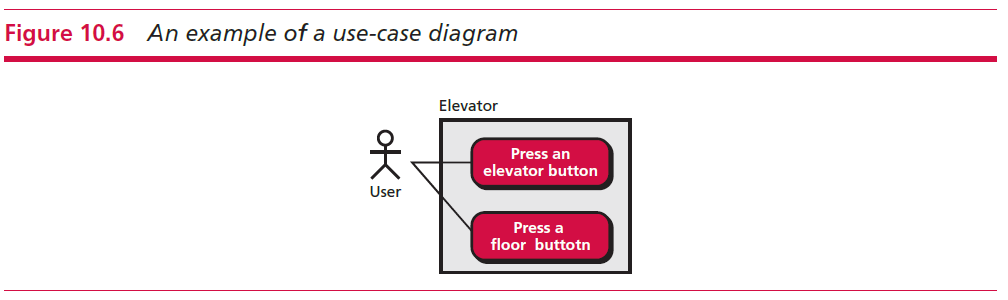 Figure 10.6 An example of a use-case diagram
Elevator
Press an
elevator button
User
Press a
floor buttotn